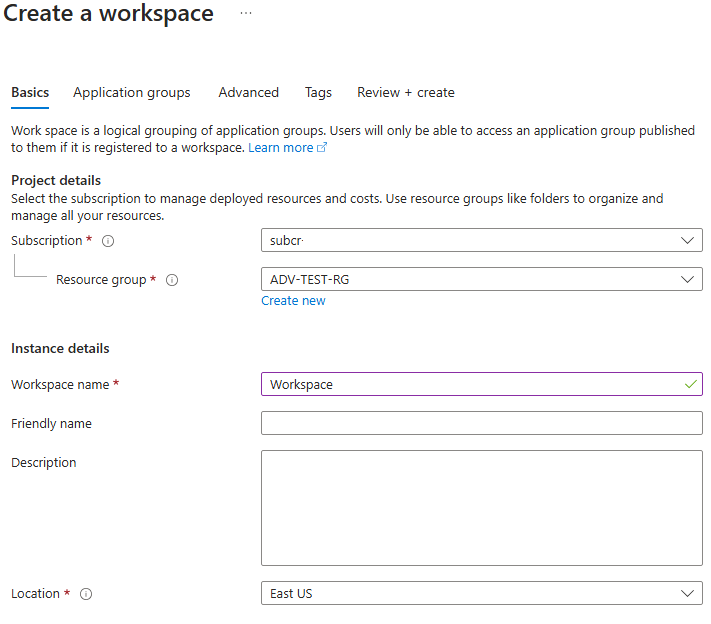 Create a workspace ...
Basics Application groups Advanced Tags Review + create
Work space is a logical grouping of application groups. Users will only be able to access an application group published
to them if it is registered to a workspace. Learn more
Project details
Select the subscription to manage deployed resources and costs. Use resource groups like folders to organize and
manage all your resources.
Subscription * subcr
Resource group * ADV-TEST-RG
Create new
Instance details
Workspace name * Workspace
Friendly name
Description
Location * East US